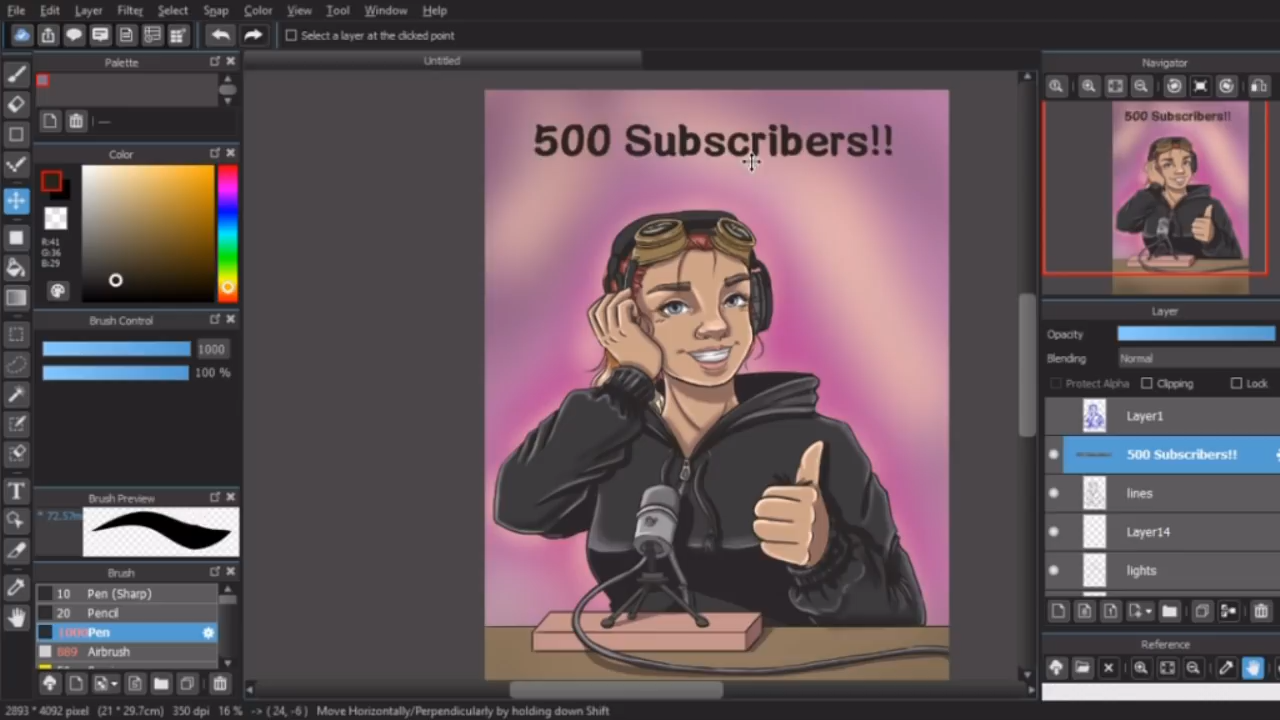 File Edit Layer Filter Select Snap Color View Tool Window Help
Select a layer at the clicked point
Palette
Untitled
Navigator
500 Subscribers!!
500 Subscribers!!
Color
R:41
G:36
B:29
Brush Control
1000
100 %
Layer
Opacity
Blending Normal
Protect Alpha Clipping Lock
Layer1
500 Subscribers!!
lines
Layer14
lights
Brush Preview
Brush
10 Pen (Sharp)
20 Pencil
1000 Pen
889 Airbrush
Reference
2893 * 4092 pixel (21 * 29.7cm) 350 dpi 16 % -> ( 24, -6 ) Move Horizontally/Perpendicularly by holding down Shift